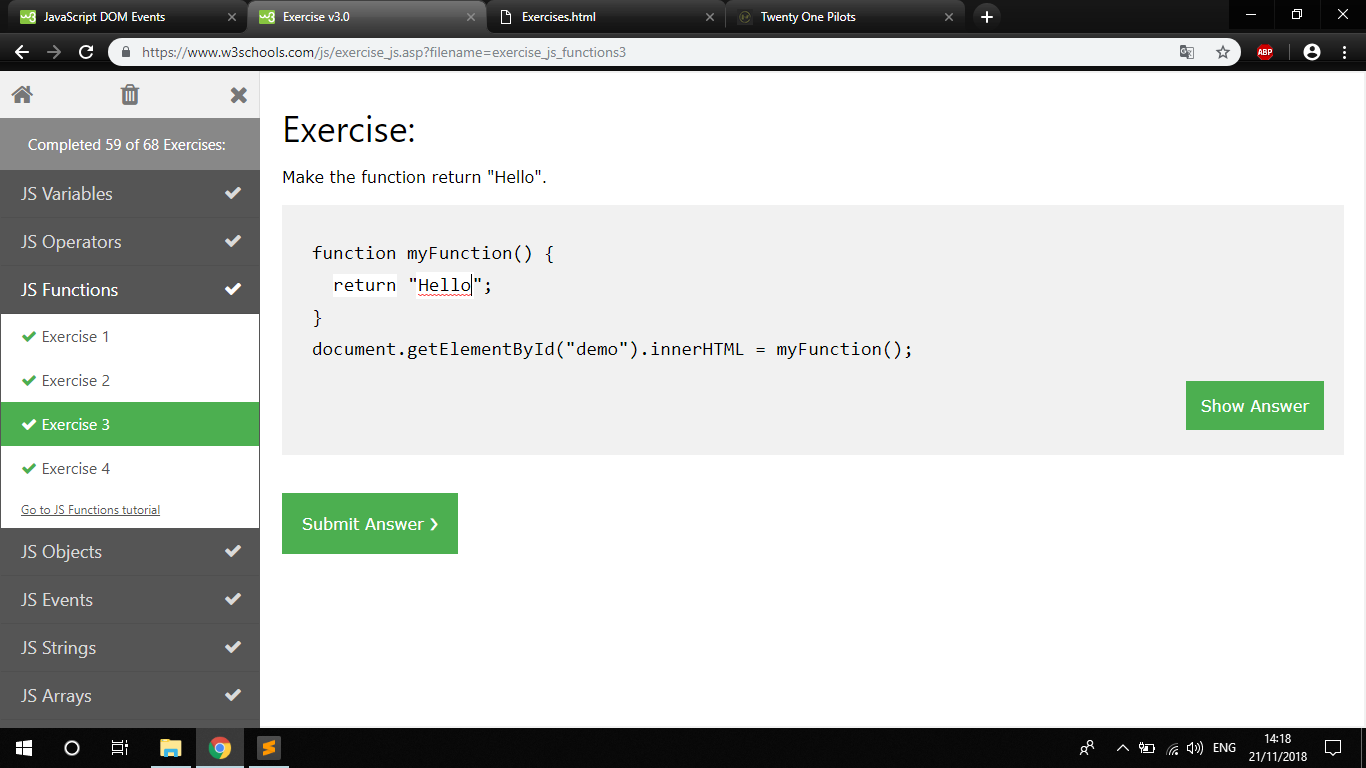 JavaScript DOM Events
Exercise v3.0
Exercises.html
Twenty One Pilots
https://www.w3schools.com/js/exercise_js.asp?filename=exercise_js_functions3
ABP
Completed 59 of 68 Exercises:
JS Variables
JS Operators
JS Functions
Exercise 1
Exercise 2
Exercise 3
Exercise 4
Go to JS Functions tutorial
JS Objects
JS Events
JS Strings
JS Arrays
Exercise:
Make the function return "Hello".
function myFunction() {
return "Hello";
}
document.getElementById("demo").innerHTML = myFunction();
Show Answer
Submit Answer ❯
ENG
14:18
21/11/2018